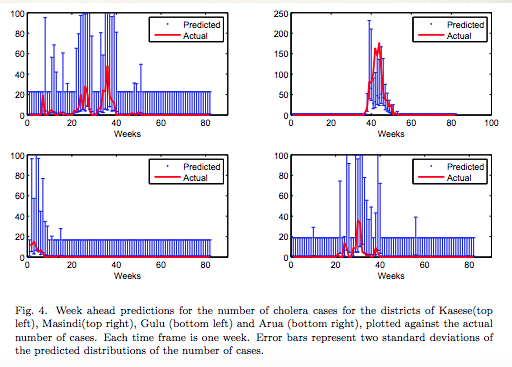 100
80
60
40
20
0
0 20 40 60 80
Weeks
Predicted
Actual
250
200
150
100
50
0
0 20 40 60 80 100
Weeks
Predicted
Actual
100
80
60
40
20
0
0 20 40 60 80
Weeks
Predicted
Actual
100
80
60
40
20
0
0 20 40 60 80
Weeks
Predicted
Actual
Fig. 4. Week ahead predictions for the number of cholera cases for the districts of Kasese(top
left), Masindi(top right), Gulu (bottom left) and Arua (bottom right), plotted against the actual
number of cases. Each time frame is one week. Error bars represent two standard deviations of
the predicted distributions of the number of cases.